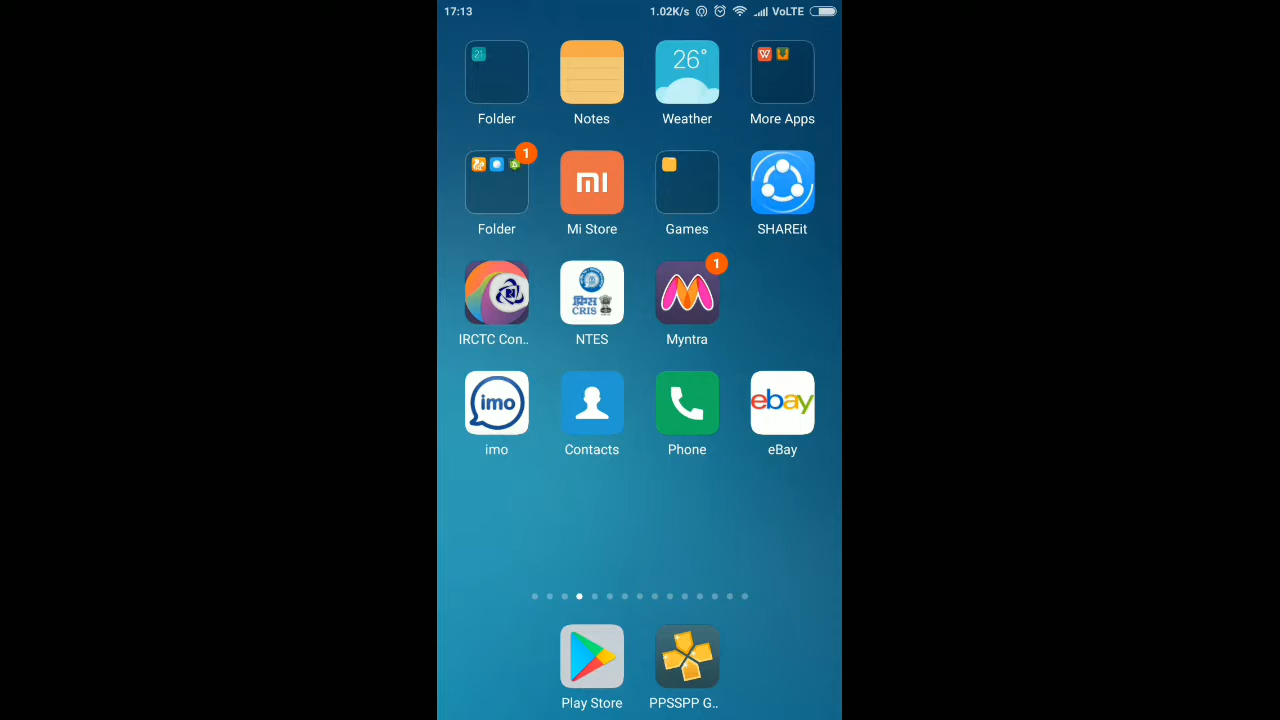 17:13 1.02K/s VoLTE
21 26° W
Folder Notes Weather More Apps
1
Folder Mi Store Games SHAREit
1
क्रिस
CRIS
IRCTC Con.. NTES Myntra
imo ebay
imo Contacts Phone eBay
Play Store PPSSPP G..